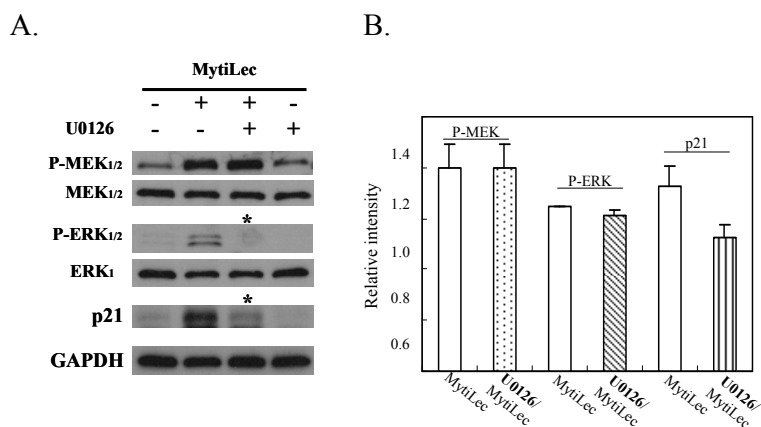 A.
MytiLec
- + + -
U0126 - - + +
P-MEK1/2
MEK1/2
*
P-ERK1/2
ERK1
*
p21
GAPDH
B.
Relative intensity
1.4
1.2
1.0
0.8
0.6
P-MEK
P-ERK
p21
MytiLec
U0126/
MytiLec
MytiLec
U0126/
MytiLec
MytiLec
U0126/
MytiLec